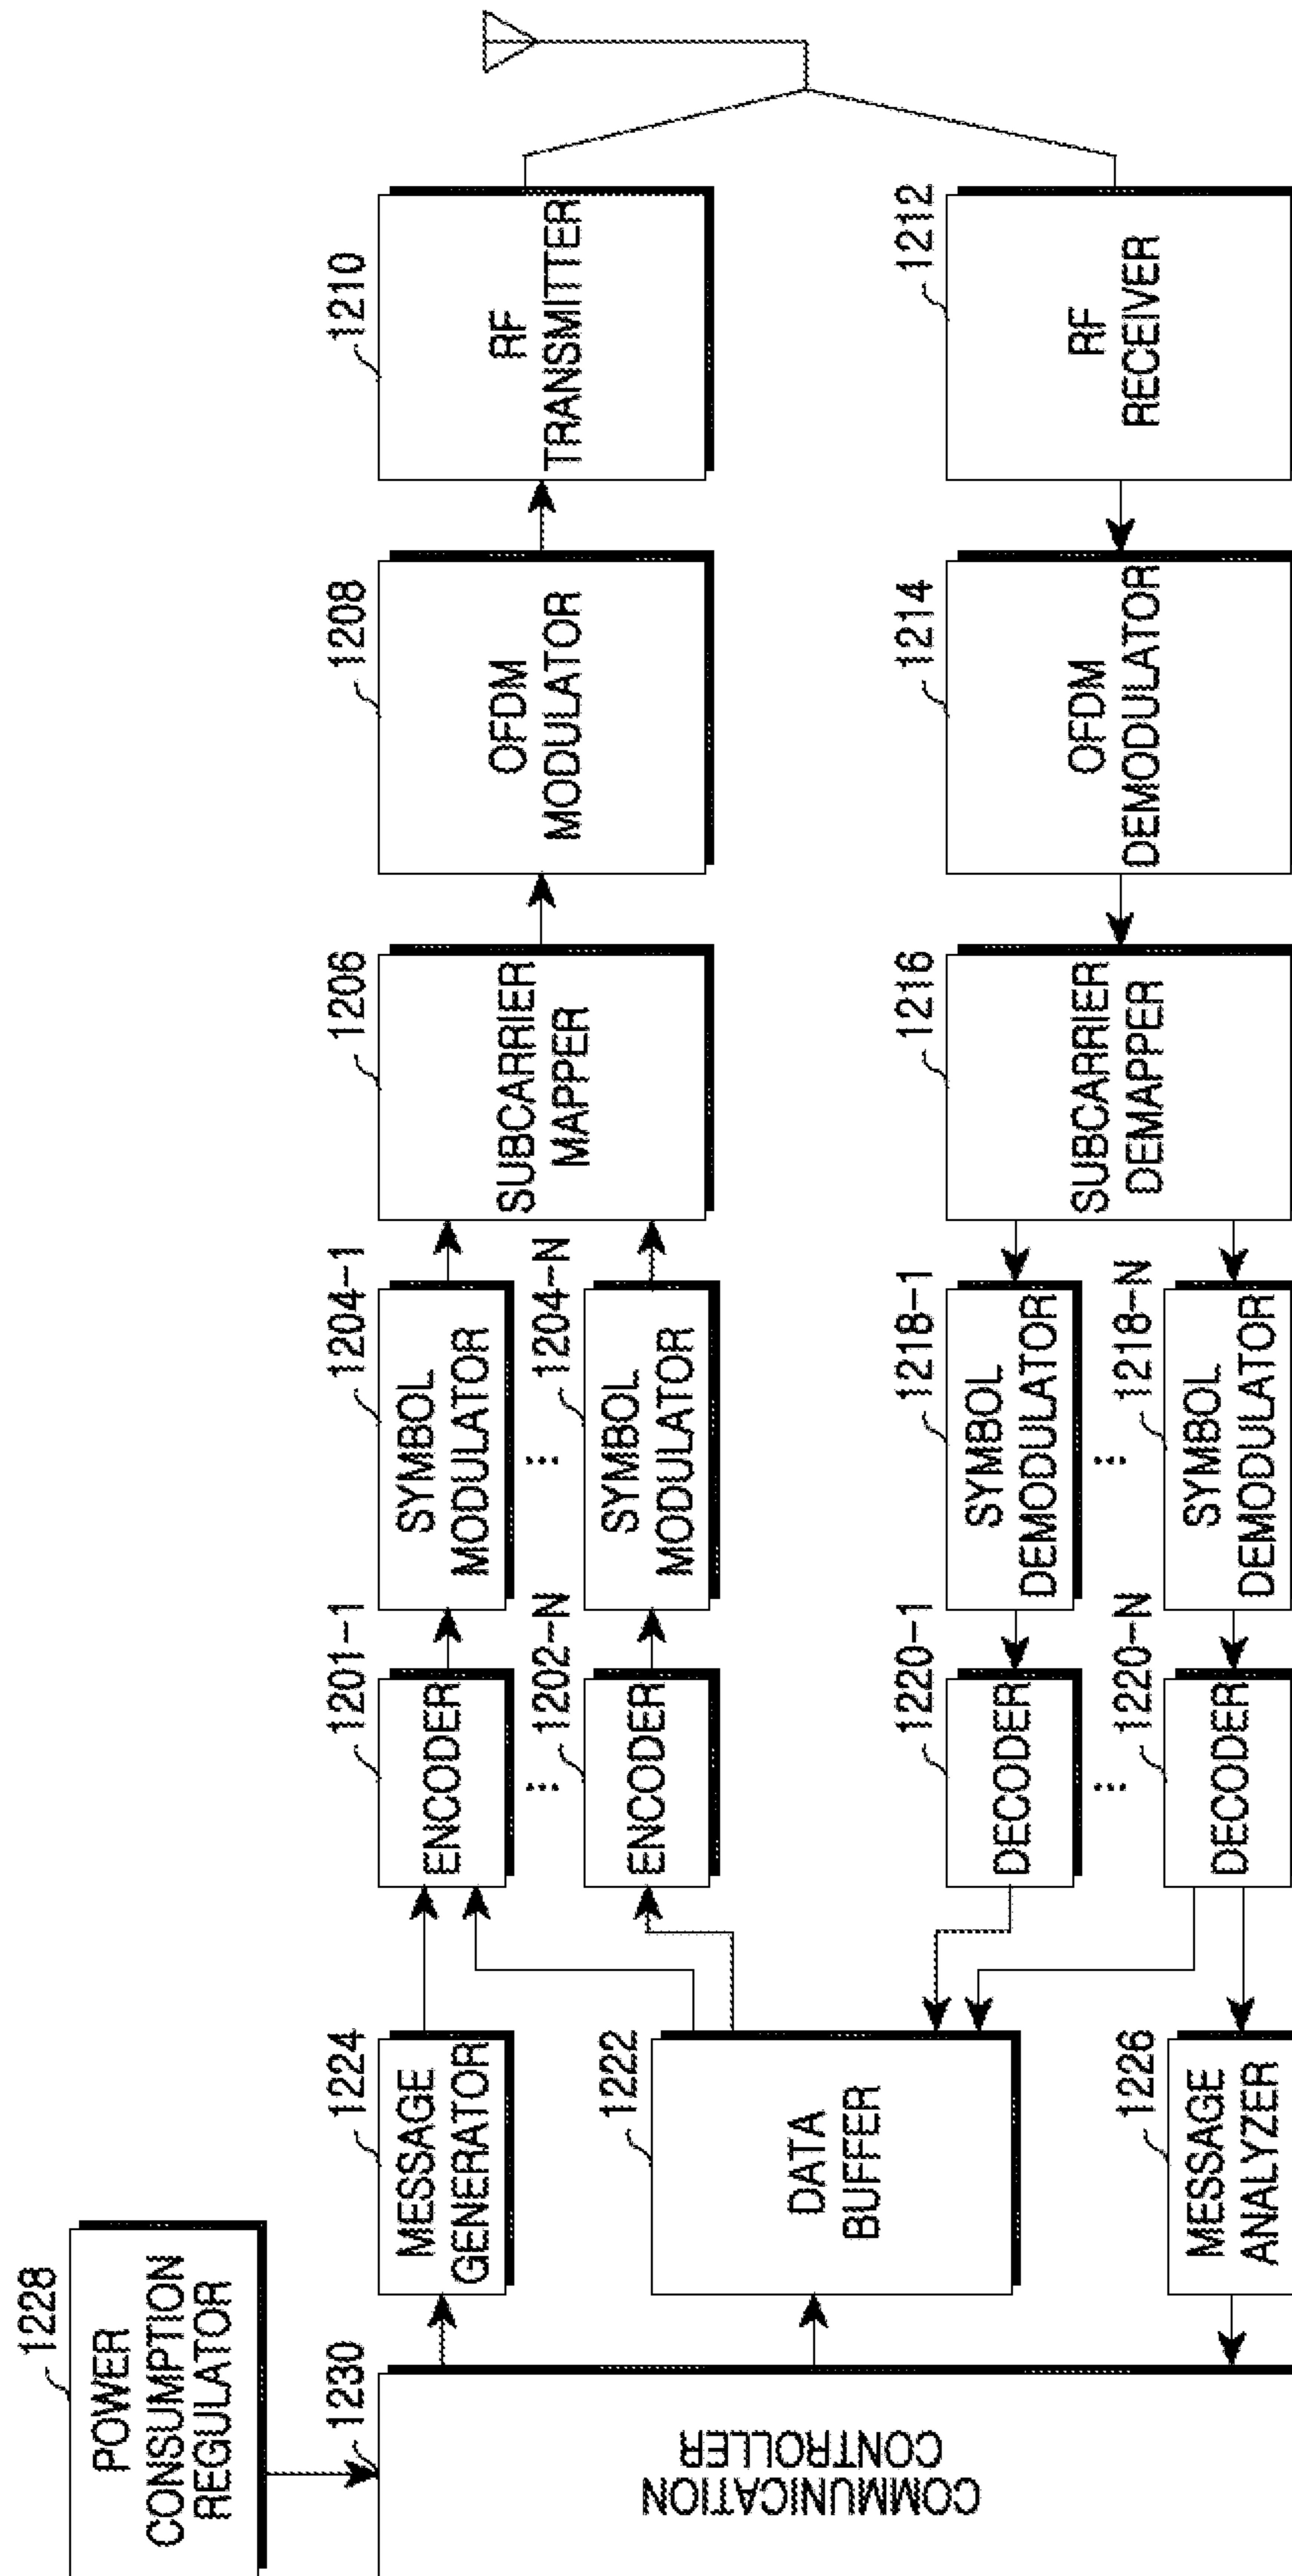 1228
POWER
CONSUMPTION
REGULATOR
1230
COMMUNICATION
CONTROLLER
1224
MESSAGE
GENERATOR
1222
DATA
BUFFER
1226
MESSAGE
ANALYZER
1201-1
ENCODER
⋮
1202-N
ENCODER
1220-1
DECODER
⋮
1220-N
DECODER
1204-1
SYMBOL
MODULATOR
⋮
1204-N
SYMBOL
MODULATOR
1218-1
SYMBOL
DEMODULATOR
⋮
1218-N
SYMBOL
DEMODULATOR
1206
SUBCARRIER
MAPPER
1216
SUBCARRIER
DEMAPPER
1208
OFDM
MODULATOR
1214
OFDM
DEMODULATOR
1210
RF
TRANSMITTER
1212
RF
RECEIVER